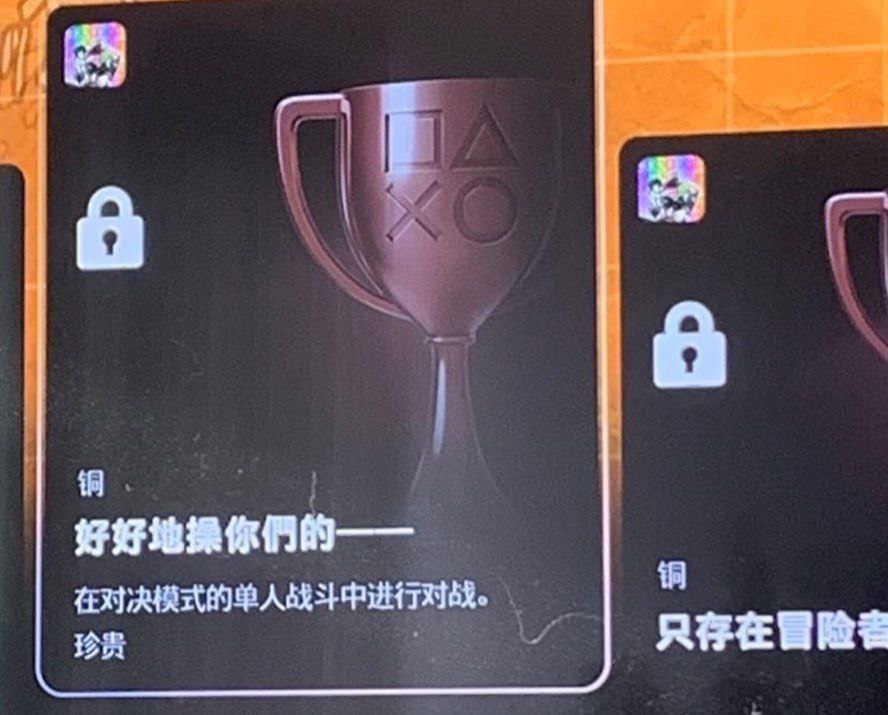 铜
好好地操你們的——
在对决模式的单人战斗中进行对战。
珍贵
铜
只存在冒险者